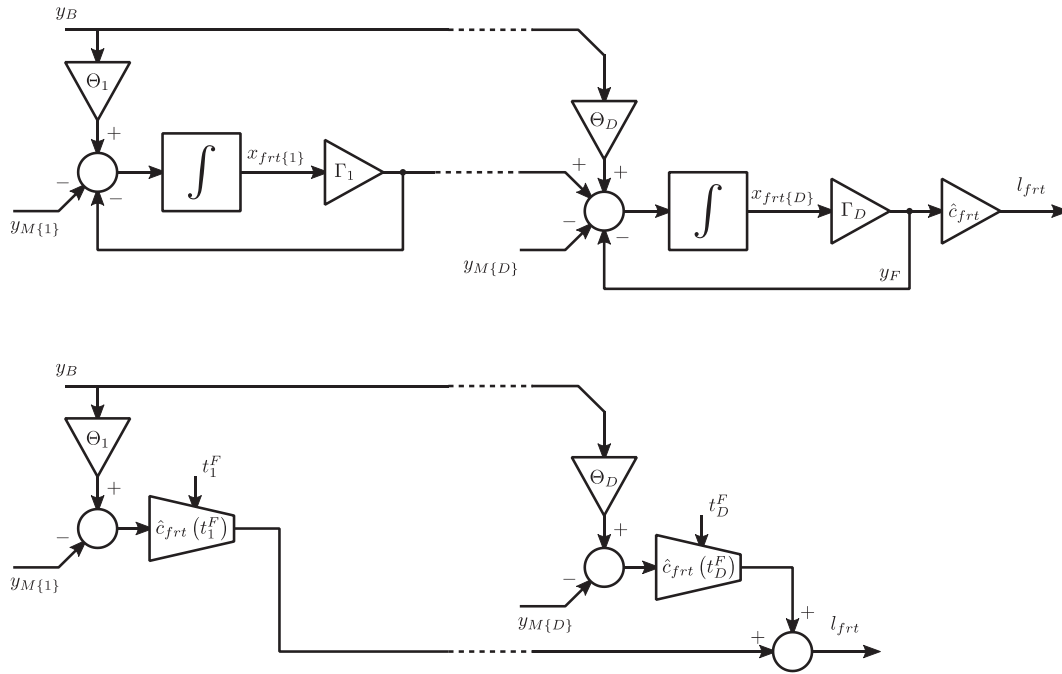 y_B
Θ_1
+
−
−
y_{M{1}}
∫
x_{frt{1}}
Γ_1
Θ_D
+
+
−
−
y_{M{D}}
∫
x_{frt{D}}
Γ_D
ĉ_{frt}
l_{frt}
y_F
y_B
Θ_1
+
−
y_{M{1}}
t_1^F
ĉ_{frt} (t_1^F)
Θ_D
+
−
y_{M{D}}
t_D^F
ĉ_{frt} (t_D^F)
+
+
l_{frt}